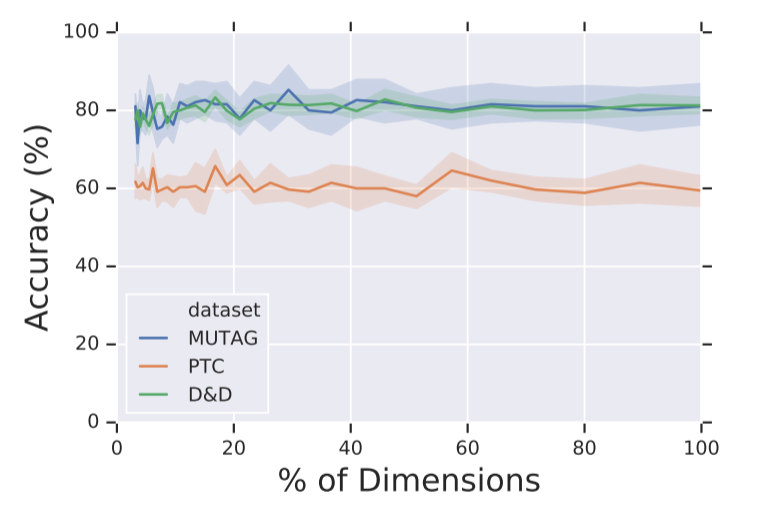 100
80
60
40
20
0
Accuracy (%)
dataset
MUTAG
PTC
D&D
0 20 40 60 80 100
% of Dimensions